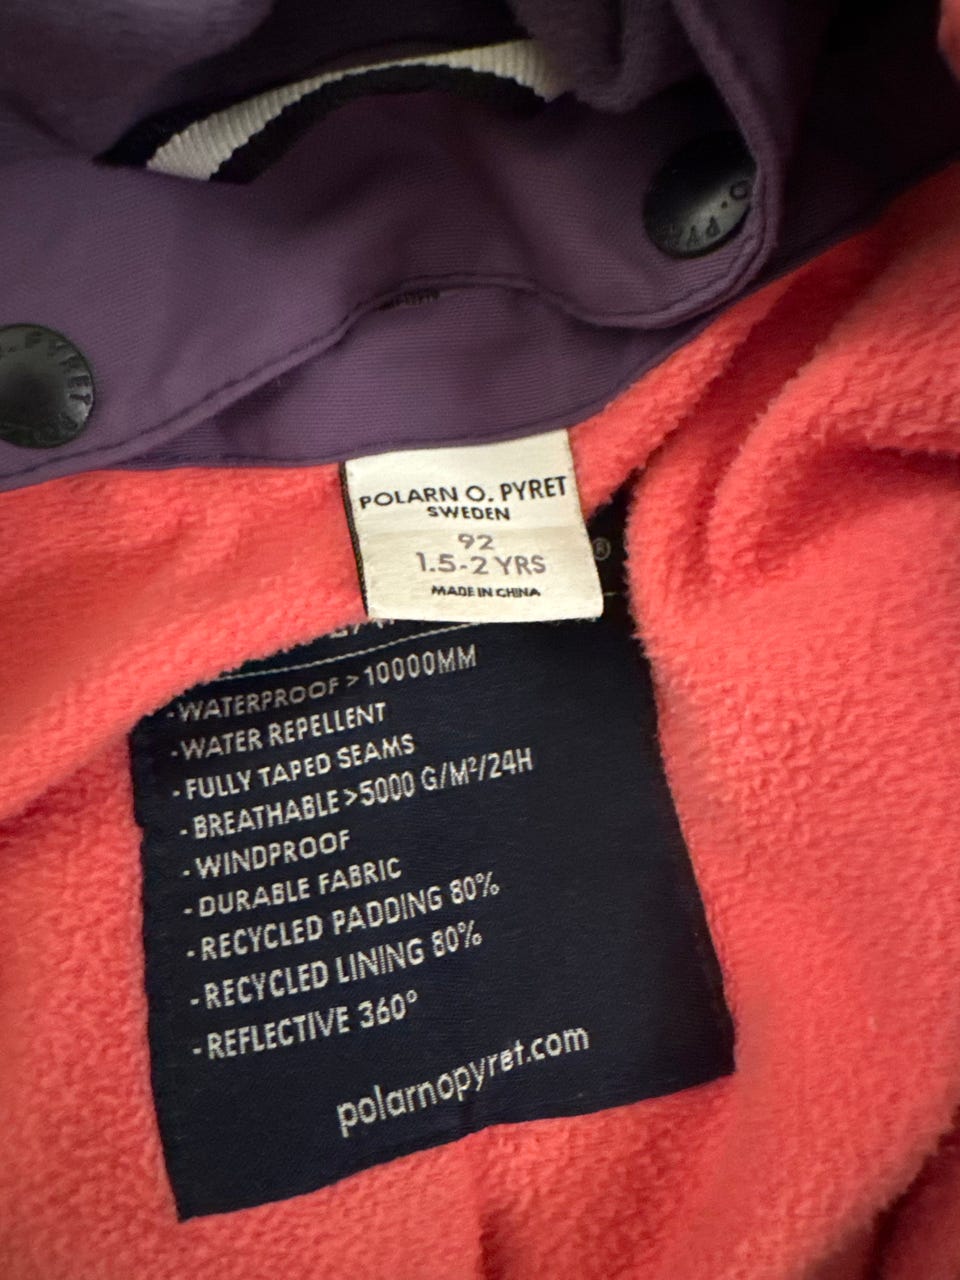 O. PYRET
POLARN O. PYRET
SWEDEN
92
1.5-2 YRS
MADE IN CHINA
®
-WATERPROOF >10000MM
-WATER REPELLENT
-FULLY TAPED SEAMS
-BREATHABLE >5000 G/M²/24H
-WINDPROOF
-DURABLE FABRIC
-RECYCLED PADDING 80%
-RECYCLED LINING 80%
-REFLECTIVE 360°
polarnopyret.com